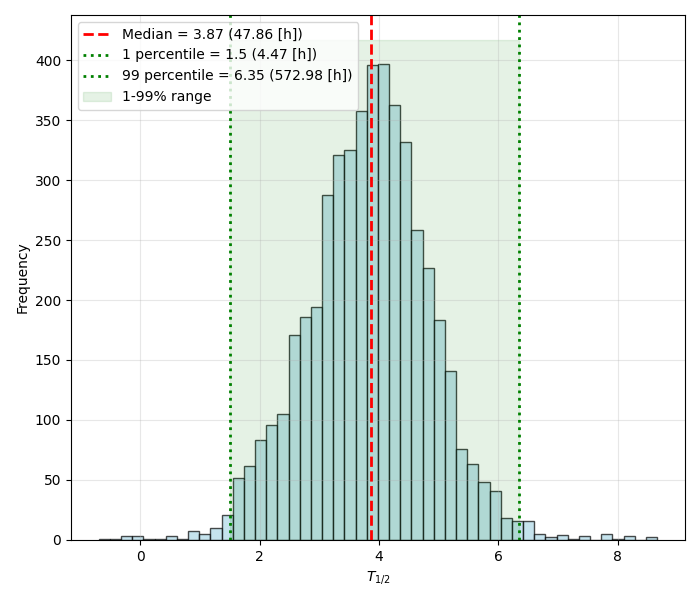 Median = 3.87 (47.86 [h])
1 percentile = 1.5 (4.47 [h])
99 percentile = 6.35 (572.98 [h])
1-99% range
400
350
300
250
200
150
100
50
0
Frequency
0 2 4 6 8
T1/2